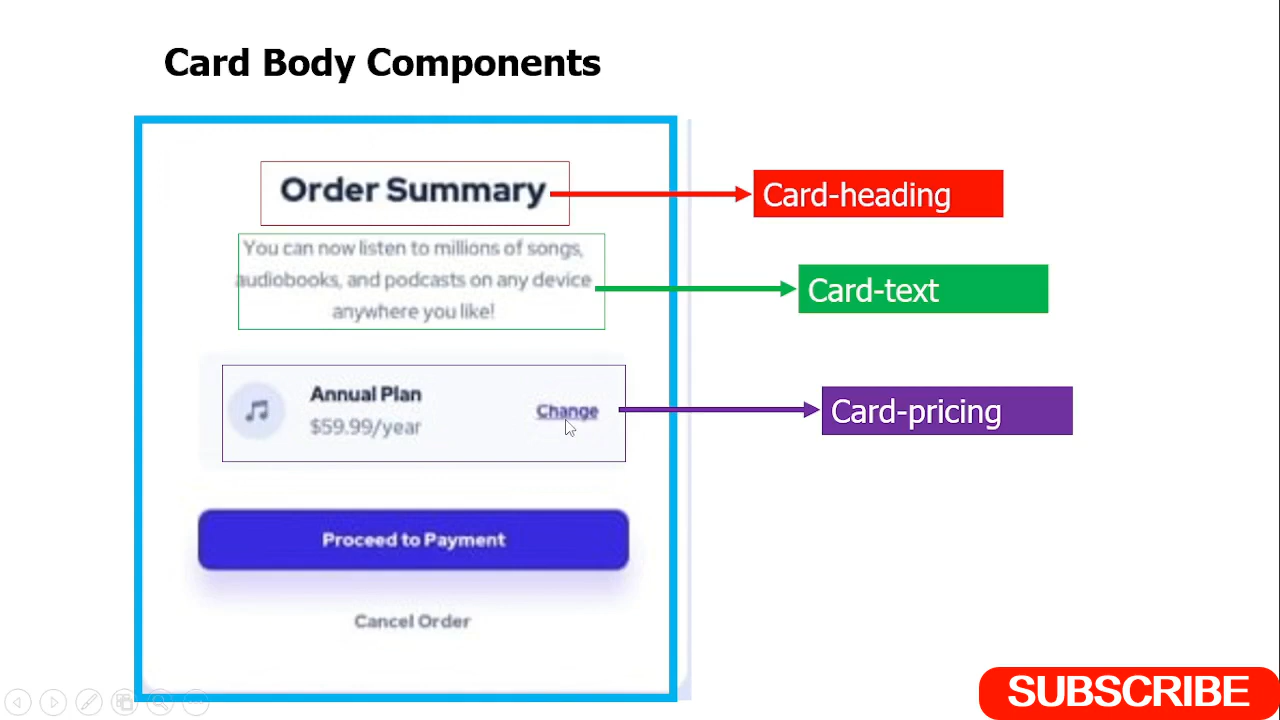 Card Body Components
Order Summary
Card-heading
You can now listen to millions of songs,
audiobooks, and podcasts on any device
anywhere you like!
Card-text
Annual Plan
$59.99/year
Change
Card-pricing
Proceed to Payment
Cancel Order
SUBSCRIBE